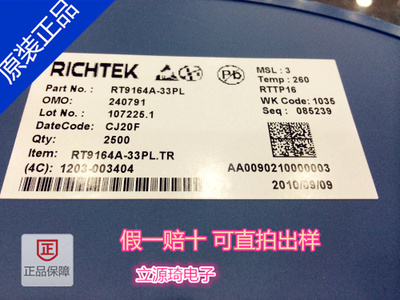 原装正品
RICHTEK
Pb
MSL : 3
Temp : 260
RTTP16
WK Code: 1035
Seq : 085239
Part No. : RT9164A-33PL
OMO: 240791
Lot No. : 107225.1
DateCode: CJ20F
Qty: 2500
Item: RT9164A-33PL.TR
(4C): 1203-003404
AA0090210000003
2010/09/09
假一赔十 可直拍出样
立源琦电子
正
正品保障